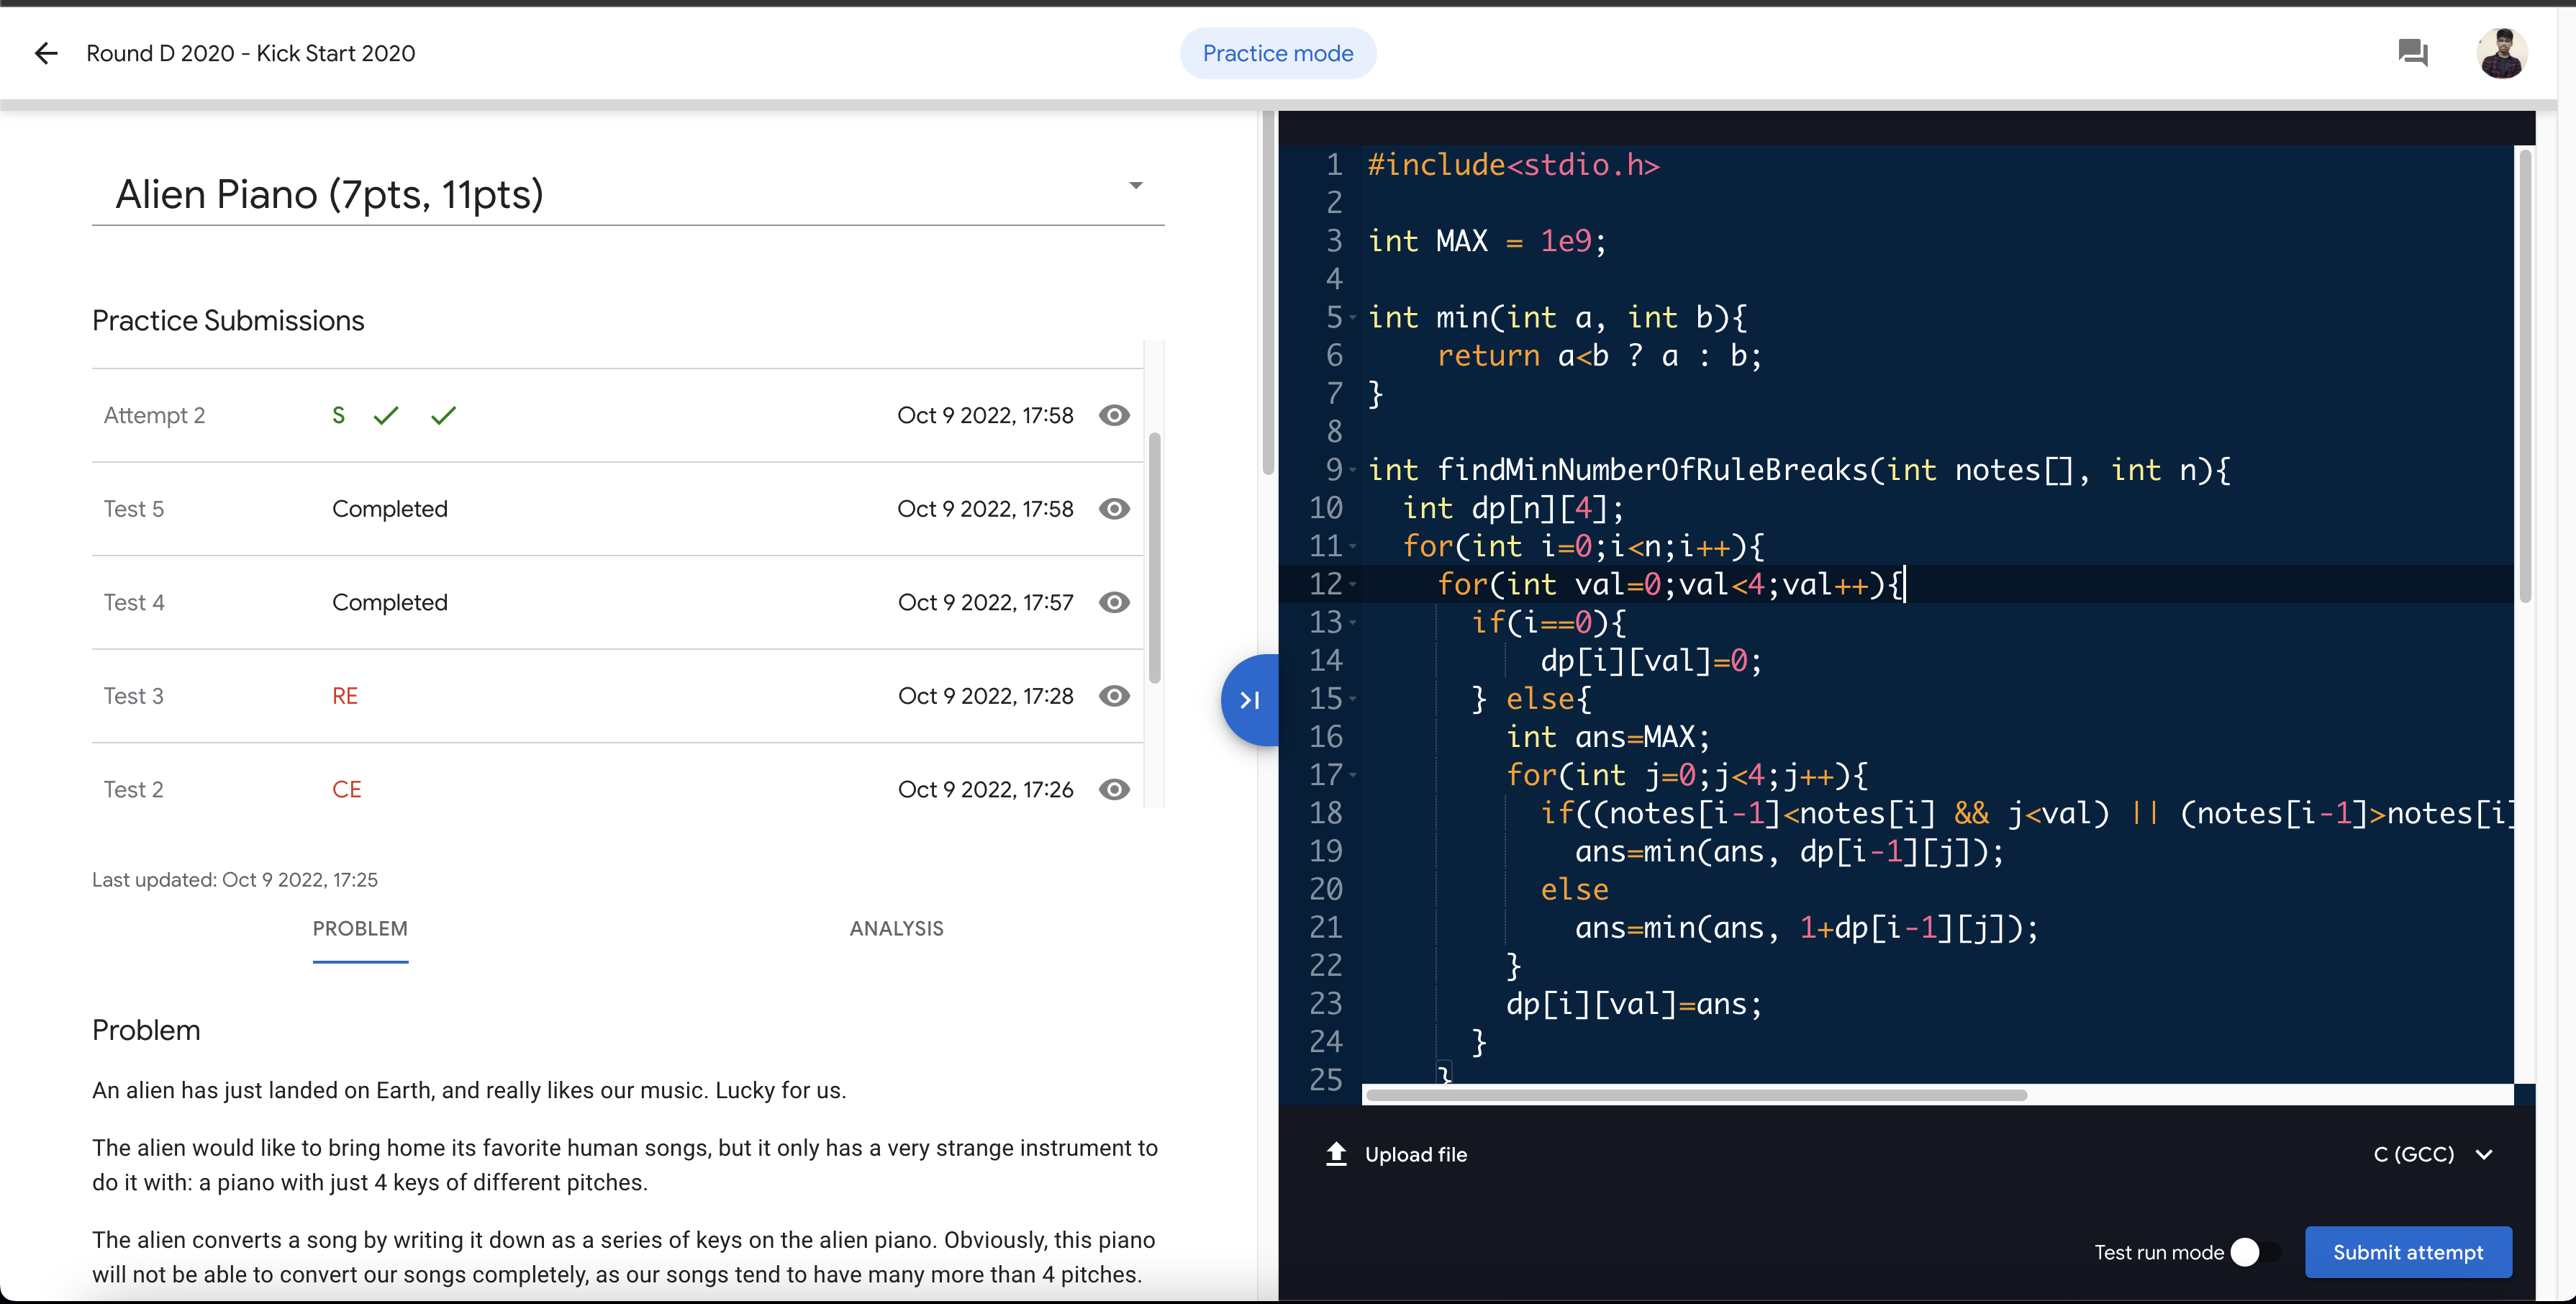 Round D 2020 - Kick Start 2020
Practice mode
Alien Piano (7pts, 11pts)
Practice Submissions
Attempt 2 S Oct 9 2022, 17:58
Test 5 Completed Oct 9 2022, 17:58
Test 4 Completed Oct 9 2022, 17:57
Test 3 RE Oct 9 2022, 17:28
Test 2 CE Oct 9 2022, 17:26
Last updated: Oct 9 2022, 17:25
PROBLEM ANALYSIS
Problem
An alien has just landed on Earth, and really likes our music. Lucky for us.
The alien would like to bring home its favorite human songs, but it only has a very strange instrument to
do it with: a piano with just 4 keys of different pitches.
The alien converts a song by writing it down as a series of keys on the alien piano. Obviously, this piano
will not be able to convert our songs completely, as our songs tend to have many more than 4 pitches.
1 #include<stdio.h>
2
3 int MAX = 1e9;
4
5 int min(int a, int b){
6 return a<b ? a : b;
7 }
8
9 int findMinNumberOfRuleBreaks(int notes[], int n){
10 int dp[n][4];
11 for(int i=0;i<n;i++){
12 for(int val=0;val<4;val++){
13 if(i==0){
14 dp[i][val]=0;
15 } else{
16 int ans=MAX;
17 for(int j=0;j<4;j++){
18 if((notes[i-1]<notes[i] && j<val) || (notes[i-1]>notes[i]
19 ans=min(ans, dp[i-1][j]);
20 else
21 ans=min(ans, 1+dp[i-1][j]);
22 }
23 dp[i][val]=ans;
24 }
25 }
Upload file
C (GCC)
Test run mode
Submit attempt